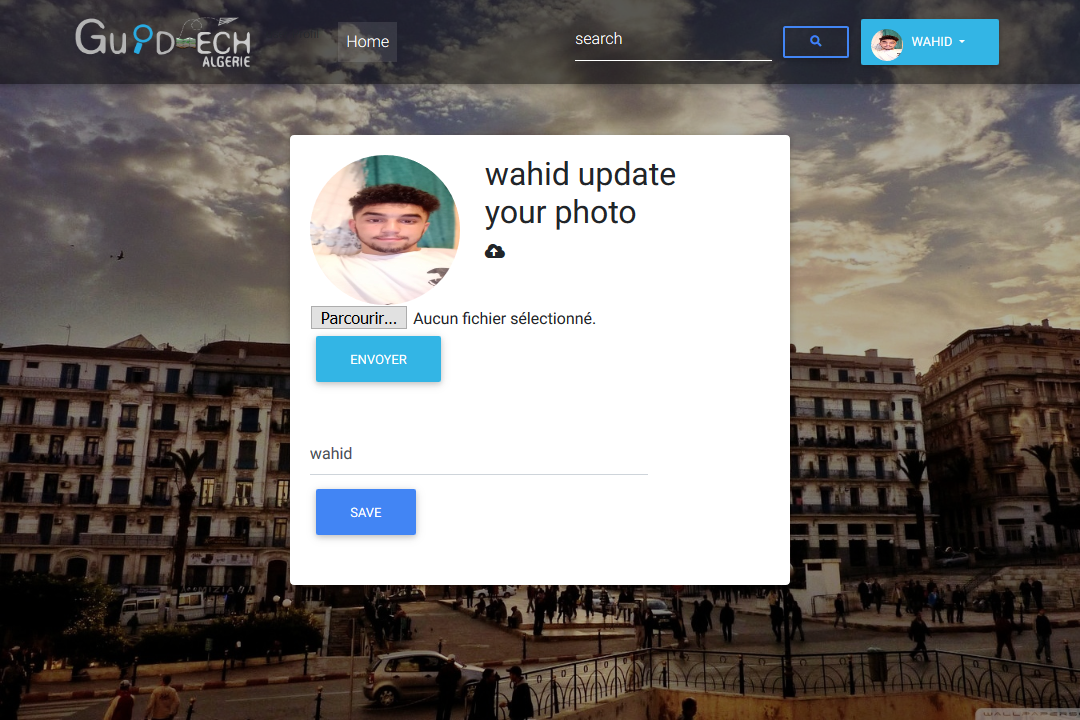 GuidTECH
ALGERIE
Home
search
WAHID
wahid update
your photo
Parcourir... Aucun fichier sélectionné.
ENVOYER
wahid
SAVE